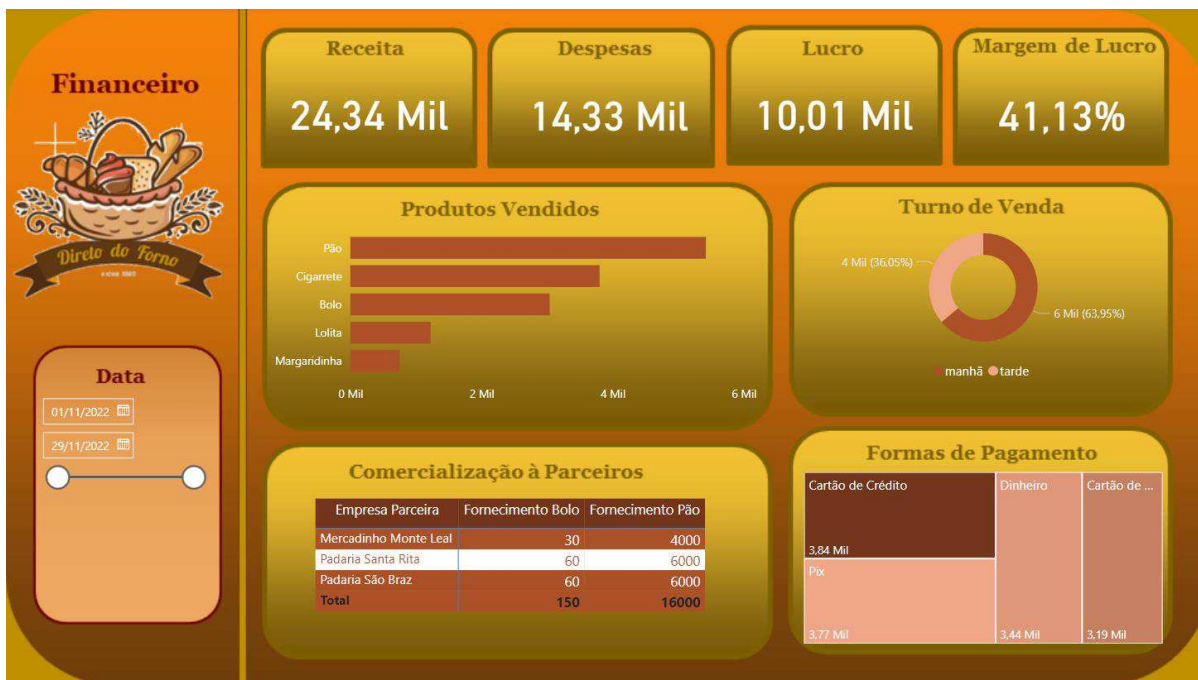 Financeiro
Direto do Forno
Data
01/11/2022
29/11/2022
Receita
24,34 Mil
Despesas
14,33 Mil
Lucro
10,01 Mil
Margem de Lucro
41,13%
Produtos Vendidos
Pão
Cigarrete
Bolo
Lolita
Margaridinha
0 Mil 2 Mil 4 Mil 6 Mil
Turno de Venda
4 Mil (36,05%)
6 Mil (63,95%)
manhã tarde
Comercialização à Parceiros
Empresa Parceira Fornecimento Bolo Fornecimento Pão
Mercadinho Monte Leal 30 4000
Padaria Santa Rita 60 6000
Padaria São Braz 60 6000
Total 150 16000
Formas de Pagamento
Cartão de Crédito
3,84 Mil
Pix
3,77 Mil
Dinheiro
3,44 Mil
Cartão de ...
3,19 Mil